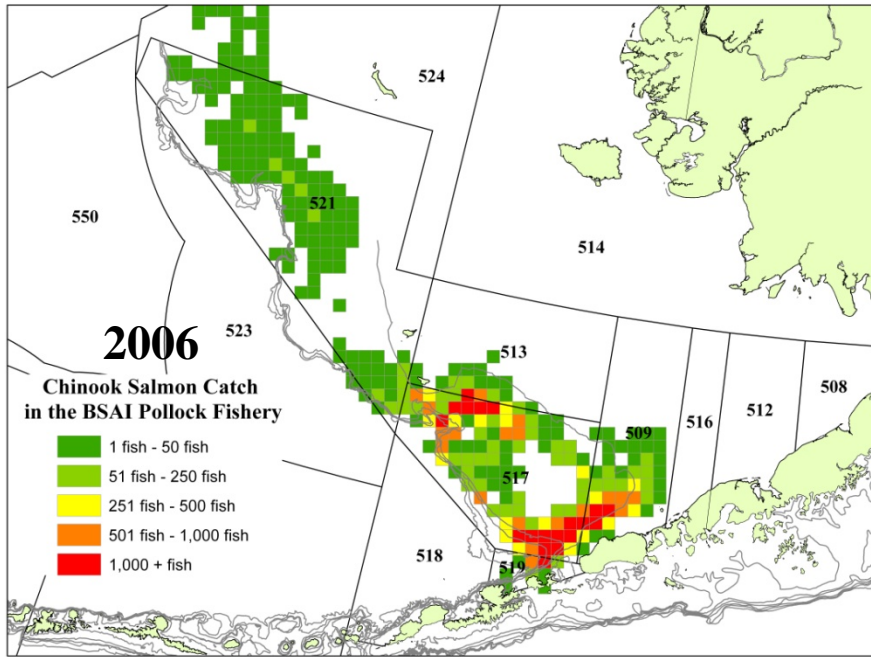 524
521
550
514
523
2006
513
Chinook Salmon Catch
in the BSAI Pollock Fishery
508
512
516
509
1 fish - 50 fish
51 fish - 250 fish
517
251 fish - 500 fish
501 fish - 1,000 fish
518
1,000 + fish
519